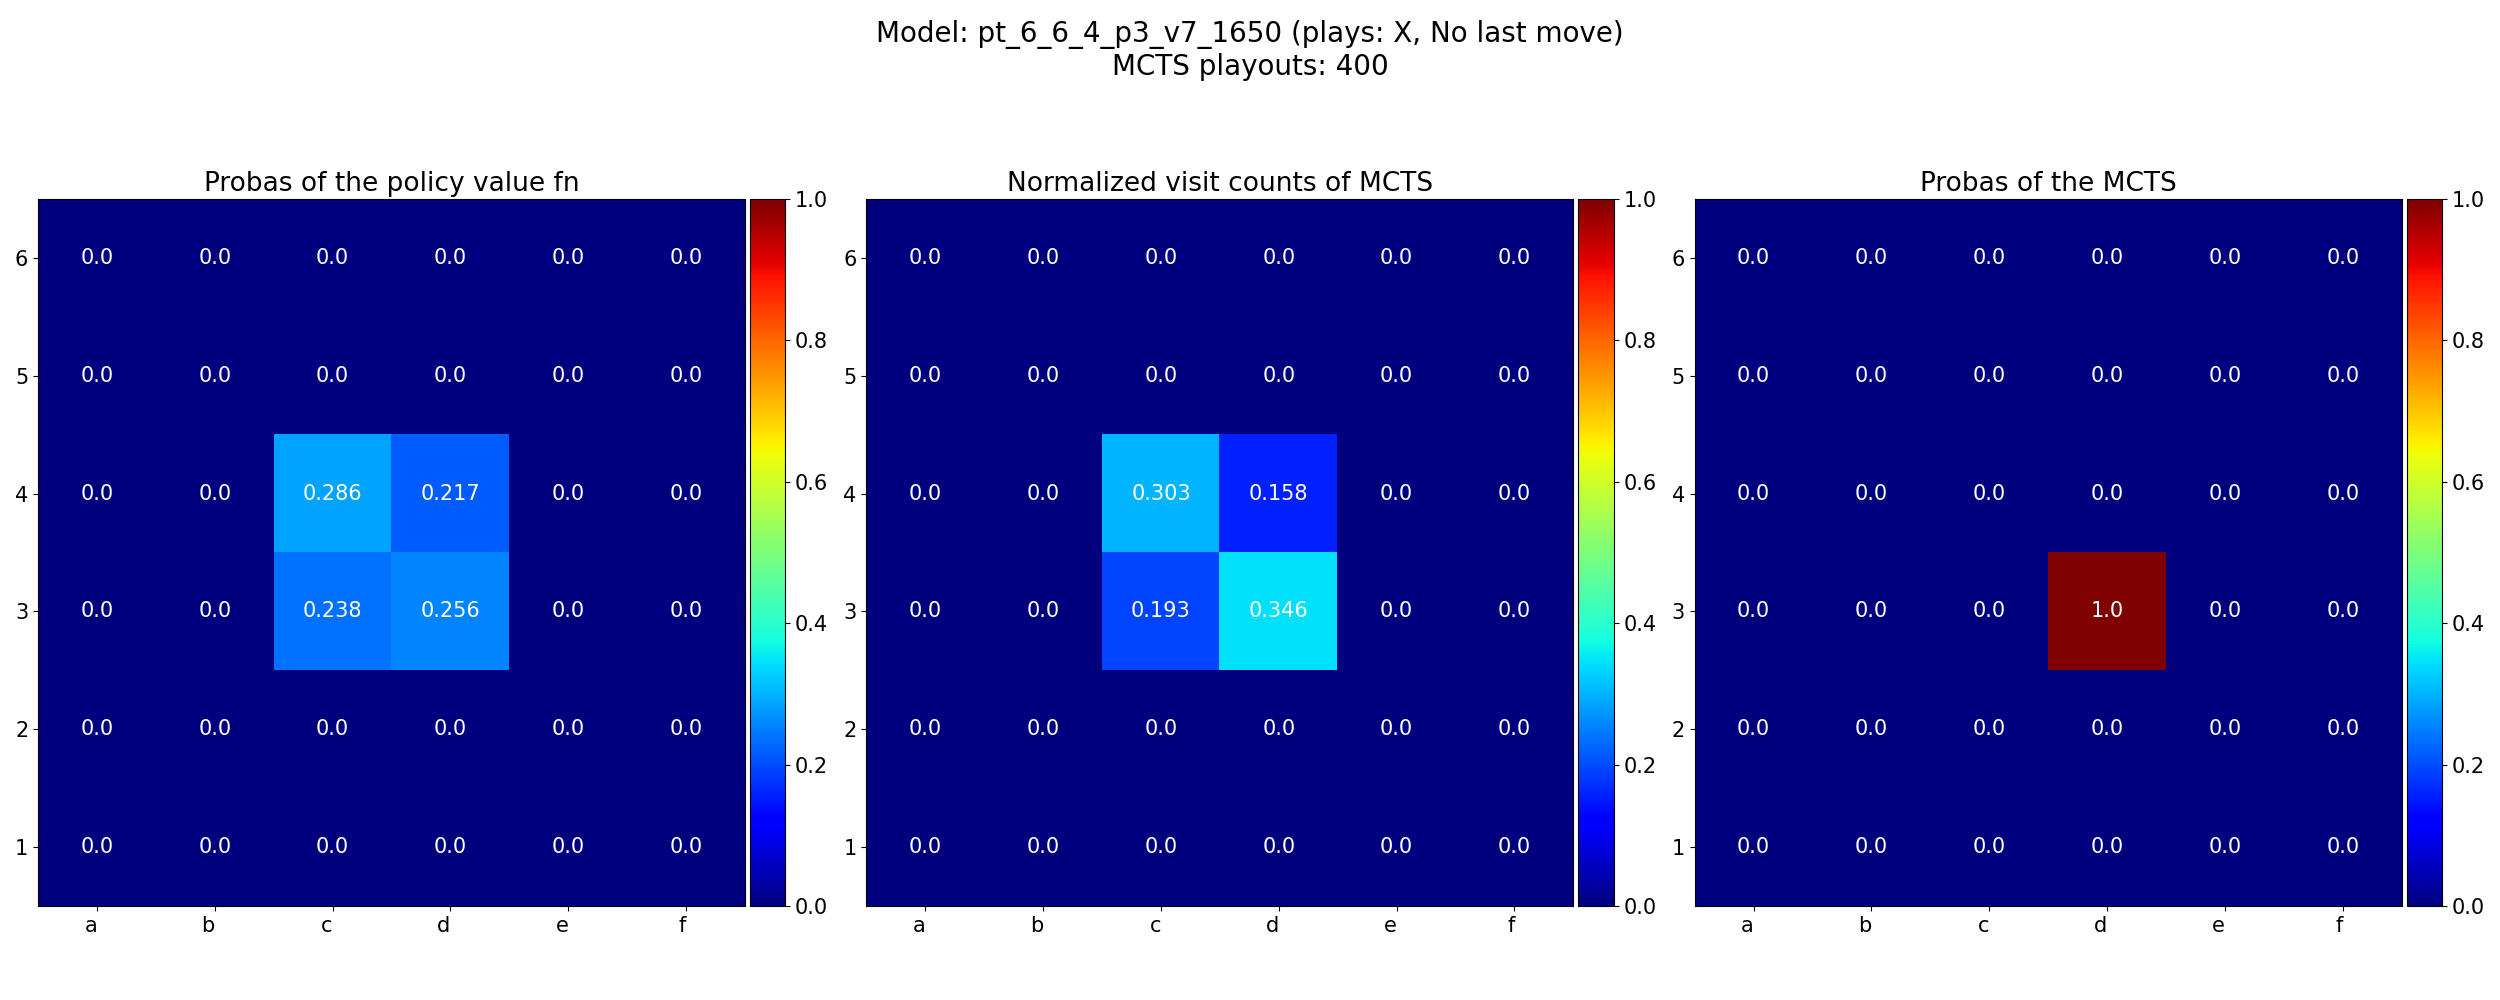 Model: pt_6_6_4_p3_v7_1650 (plays: X, No last move)
MCTS playouts: 400
Probas of the policy value fn
6 0.0 0.0 0.0 0.0 0.0 0.0
5 0.0 0.0 0.0 0.0 0.0 0.0
4 0.0 0.0 0.286 0.217 0.0 0.0
3 0.0 0.0 0.238 0.256 0.0 0.0
2 0.0 0.0 0.0 0.0 0.0 0.0
1 0.0 0.0 0.0 0.0 0.0 0.0
a b c d e f
1.0
0.8
0.6
0.4
0.2
0.0
Normalized visit counts of MCTS
6 0.0 0.0 0.0 0.0 0.0 0.0
5 0.0 0.0 0.0 0.0 0.0 0.0
4 0.0 0.0 0.303 0.158 0.0 0.0
3 0.0 0.0 0.193 0.346 0.0 0.0
2 0.0 0.0 0.0 0.0 0.0 0.0
1 0.0 0.0 0.0 0.0 0.0 0.0
a b c d e f
1.0
0.8
0.6
0.4
0.2
0.0
Probas of the MCTS
6 0.0 0.0 0.0 0.0 0.0 0.0
5 0.0 0.0 0.0 0.0 0.0 0.0
4 0.0 0.0 0.0 0.0 0.0 0.0
3 0.0 0.0 0.0 1.0 0.0 0.0
2 0.0 0.0 0.0 0.0 0.0 0.0
1 0.0 0.0 0.0 0.0 0.0 0.0
a b c d e f
1.0
0.8
0.6
0.4
0.2
0.0